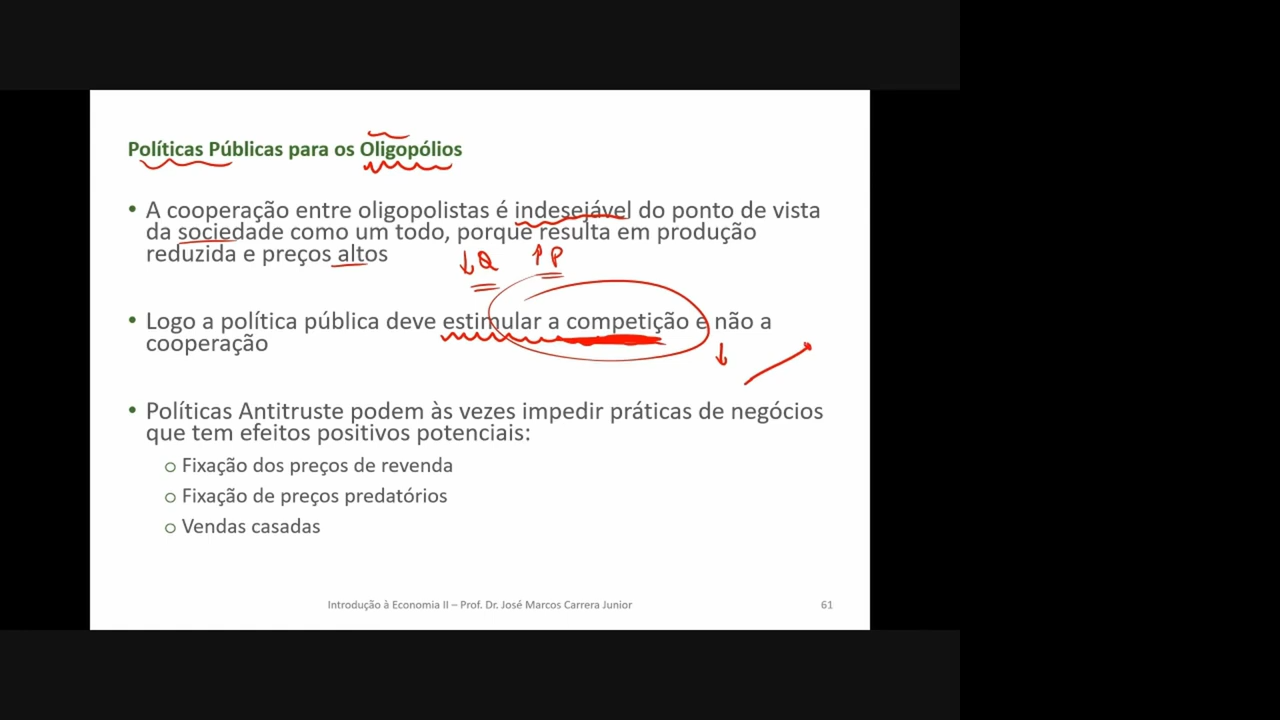 Políticas Públicas para os Oligopólios
• A cooperação entre oligopolistas é indesejável do ponto de vista
da sociedade como um todo, porque resulta em produção
reduzida e preços altos
↓Q ↑P
• Logo a política pública deve estimular a competição e não a
cooperação
• Políticas Antitruste podem às vezes impedir práticas de negócios
que tem efeitos positivos potenciais:
o Fixação dos preços de revenda
o Fixação de preços predatórios
o Vendas casadas
Introdução à Economia II – Prof. Dr. José Marcos Carrera Junior 61